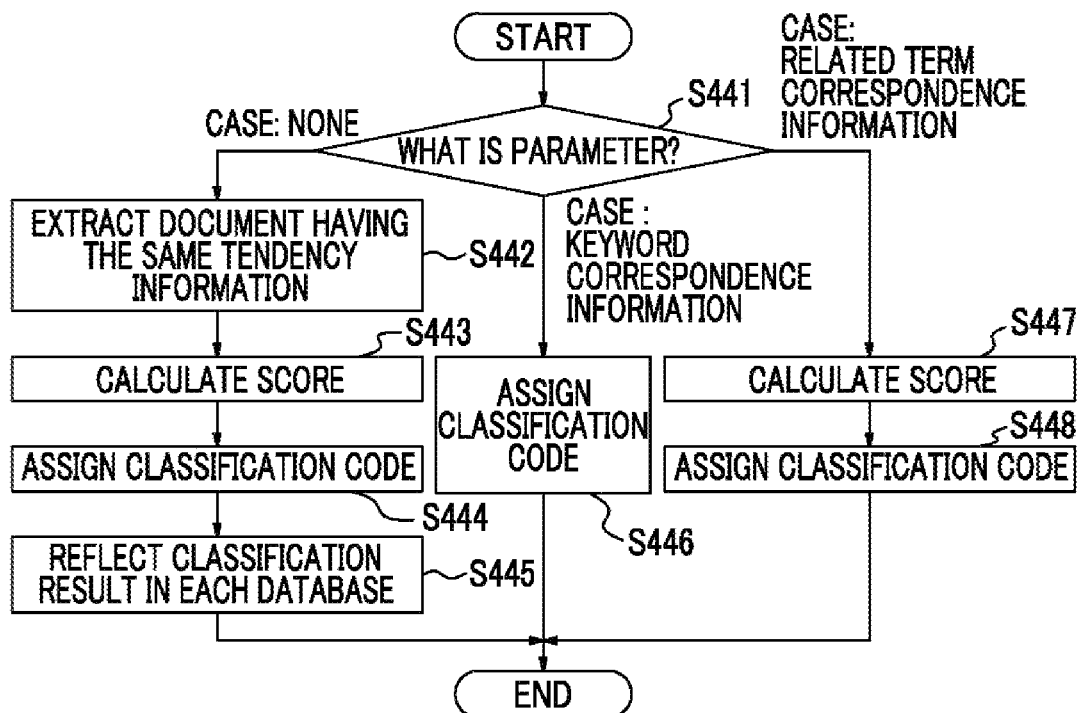 START
CASE:
RELATED TERM
CORRESPONDENCE
INFORMATION
S441
CASE: NONE
WHAT IS PARAMETER?
EXTRACT DOCUMENT HAVING
THE SAME TENDENCY
INFORMATION
S442
CASE :
KEYWORD
CORRESPONDENCE
INFORMATION
S443
CALCULATE SCORE
ASSIGN
CLASSIFICATION
CODE
S447
CALCULATE SCORE
S448
ASSIGN CLASSIFICATION CODE
ASSIGN CLASSIFICATION CODE
S444
S446
REFLECT CLASSIFICATION
RESULT IN EACH DATABASE
S445
END